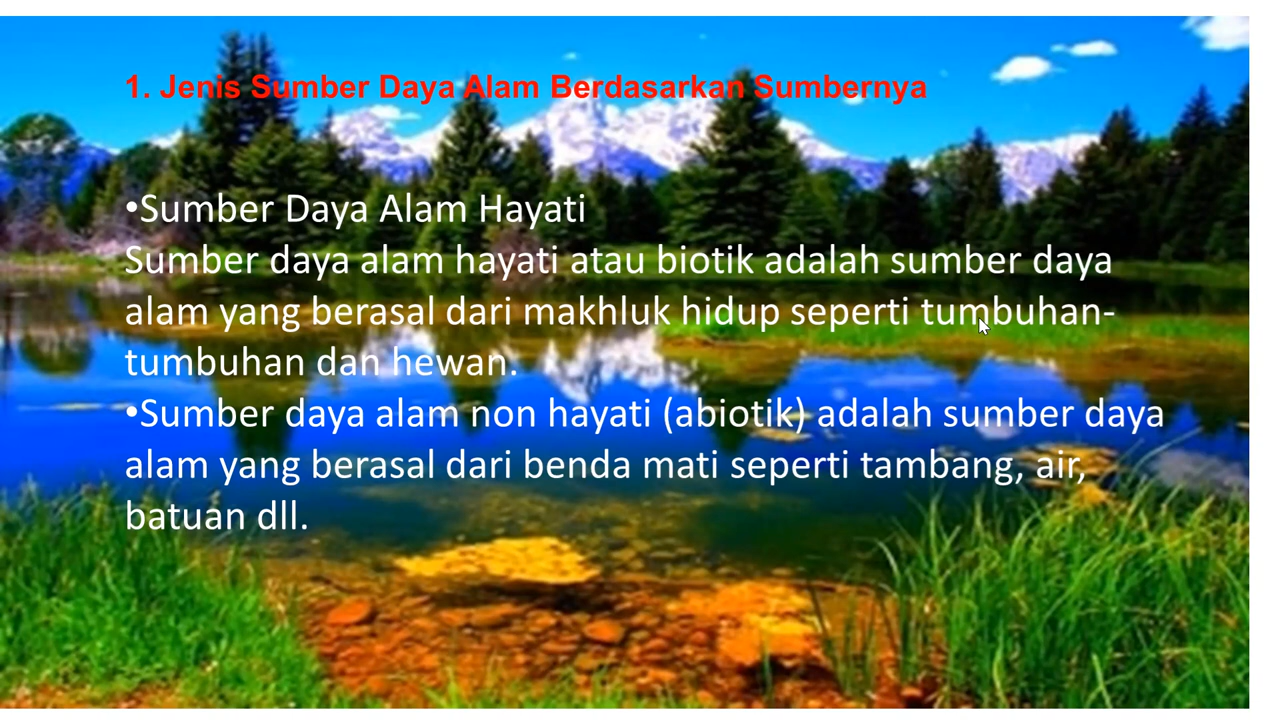 1. Jenis Sumber Daya Alam Berdasarkan Sumbernya
•Sumber Daya Alam Hayati
Sumber daya alam hayati atau biotik adalah sumber daya
alam yang berasal dari makhluk hidup seperti tumbuhan-
tumbuhan dan hewan.
•Sumber daya alam non hayati (abiotik) adalah sumber daya
alam yang berasal dari benda mati seperti tambang, air,
batuan dll.